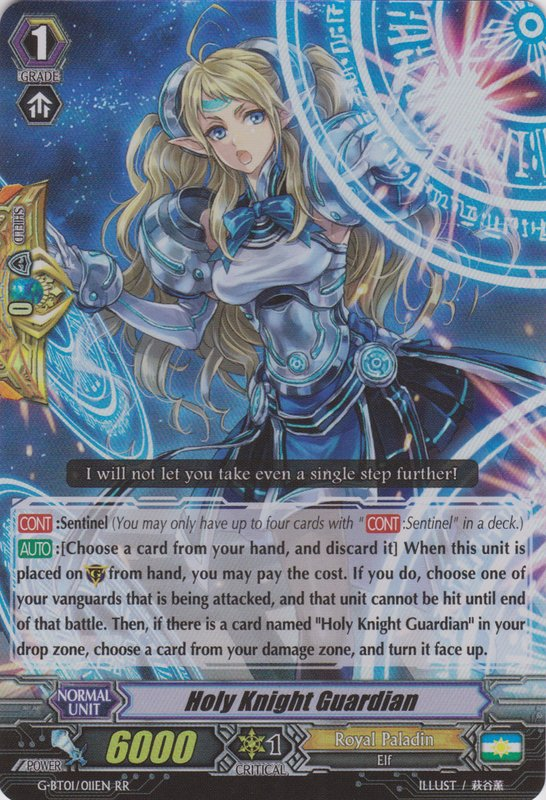 1
GRADE
SHIELD
0
I will not let you take even a single step further!
CONT :Sentinel (You may only have up to four cards with " CONT :Sentinel" in a deck.)
AUTO :[Choose a card from your hand, and discard it] When this unit is
placed on from hand, you may pay the cost. If you do, choose one of
your vanguards that is being attacked, and that unit cannot be hit until end
of that battle. Then, if there is a card named "Holy Knight Guardian" in your
drop zone, choose a card from your damage zone, and turn it face up.
NORMAL
UNIT
Holy Knight Guardian
POWER
6000
1
CRITICAL
Royal Paladin
Elf
G-BT01/011EN RR
ILLUST / 萩谷薫